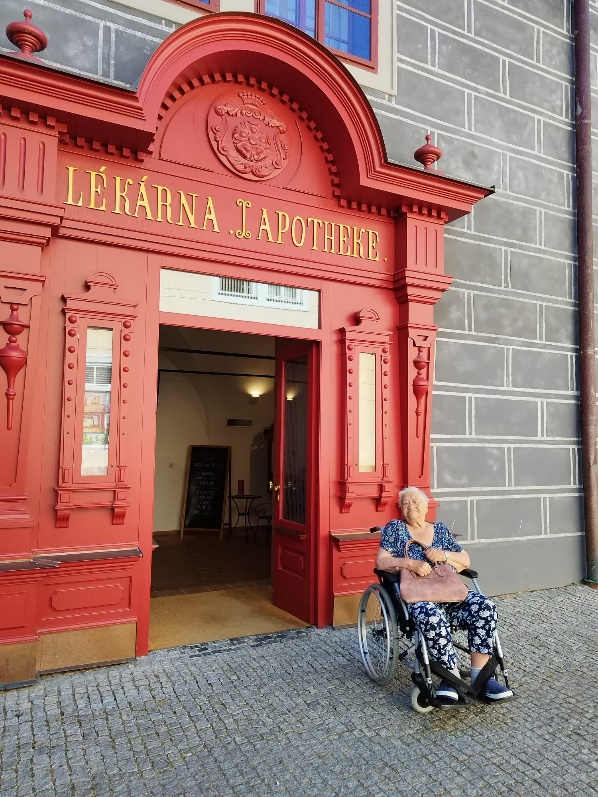 LÉKÁRNA . I APOTHEKE .